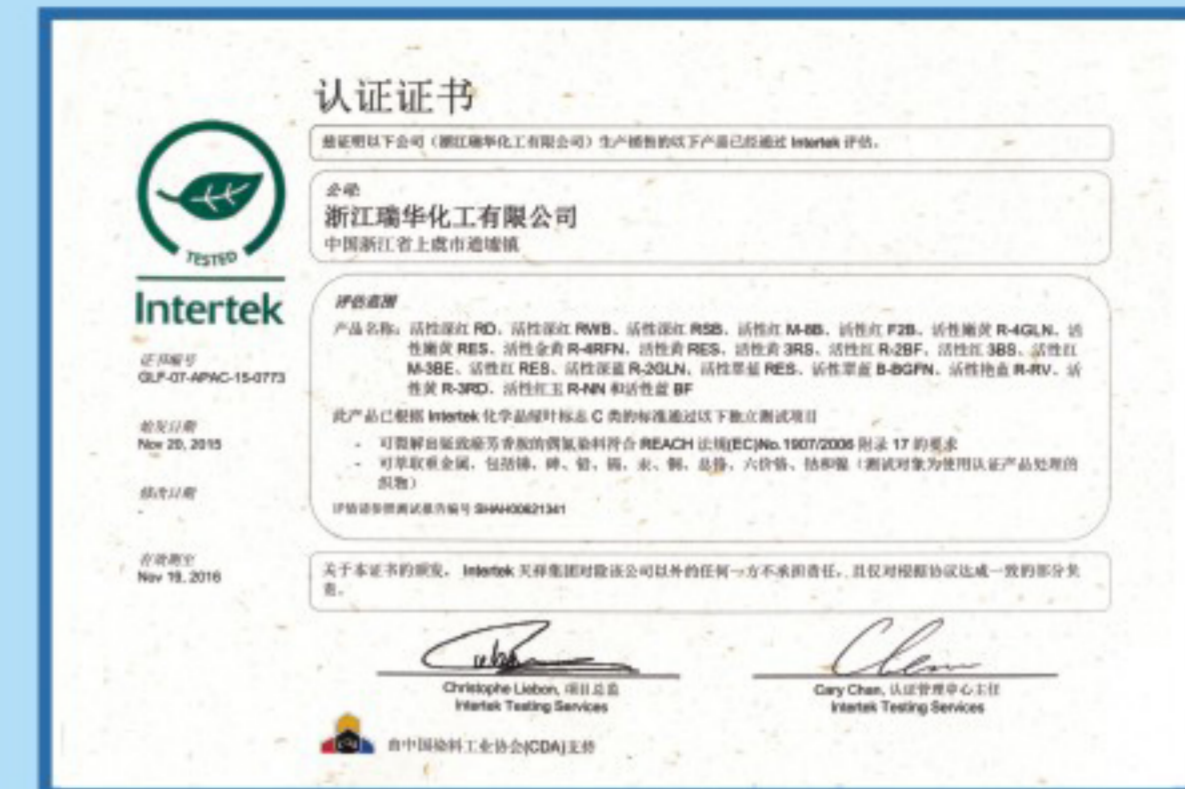 认证证书
兹证明以下公司（浙江瑞华化工有限公司）生产销售的以下产品已经通过 Intertek 评估。
公司:
浙江瑞华化工有限公司
中国浙江省上虞市道墟镇
TESTED
Intertek
证书编号
GLF-07-APAC-15-0773
始发日期
Nov 20, 2015
修改日期
-
有效期至
Nov 19, 2016
评估范围
产品名称：活性深红 RD、活性深红 RWB、活性深红 RSB、活性红 M-8B、活性红 F2B、活性嫩黄 R-4GLN、活
性嫩黄 RES、活性金黄 R-4RFN、活性黄 RES、活性黄 3RS、活性红 R-2BF、活性红 3BS、活性红
M-3BE、活性红 RES、活性深蓝 R-2GLN、活性翠蓝 RES、活性翠蓝 B-BGFN、活性艳蓝 R-RV、活
性黄 R-3RD、活性红玉 R-NN 和活性蓝 BF
此产品已根据 Intertek 化学品绿叶标志 C 类的标准通过以下独立测试项目
- 可裂解出致癌芳香胺的偶氮染料符合 REACH 法规(EC)No.1907/2006 附录 17 的要求
- 可萃取重金属，包括锑、砷、铅、镉、汞、铜、总铬、六价铬、钴和镍（测试对象为使用认证产品处理的
织物）
详情请参照测试报告编号 SHAH00621341
关于本证书的颁发， Intertek 天祥集团对除该公司以外的任何一方不承担责任，且仅对根据协议达成一致的部分负
责。
Christophe Liebon, 项目总监
Intertek Testing Services
Cary Chan, 认证管理中心主任
Intertek Testing Services
由中国染料工业协会(CDA)支持